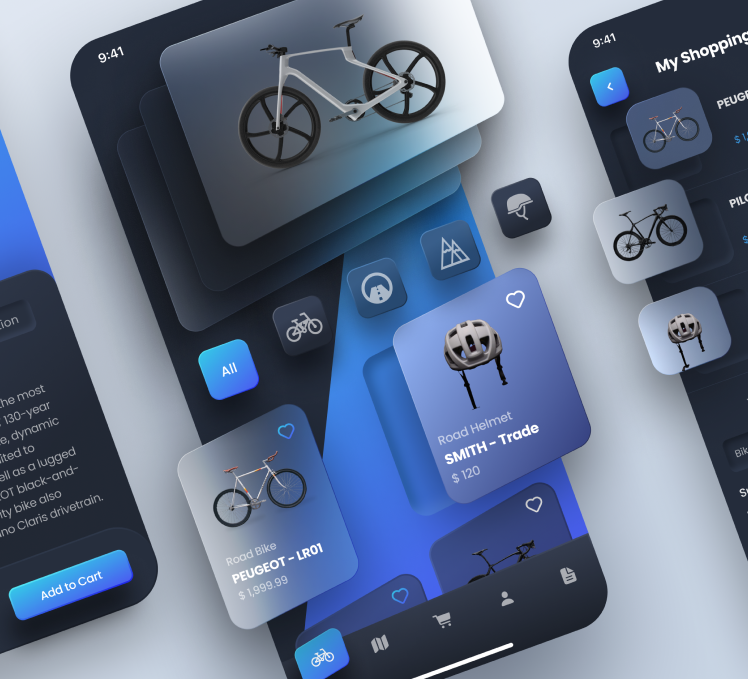 9:41
All
Road Helmet
SMITH - Trade
$ 120
Road Bike
PEUGEOT - LR01
$ 1,999.99
9:41
My Shopping
PEUGE
$ 1,
PILO
$
Bik
tion
the most
130-year
e, dynamic
ited to
ell as a lugged
OT black-and-
ity bike also
no Claris drivetrain.
Add to Cart